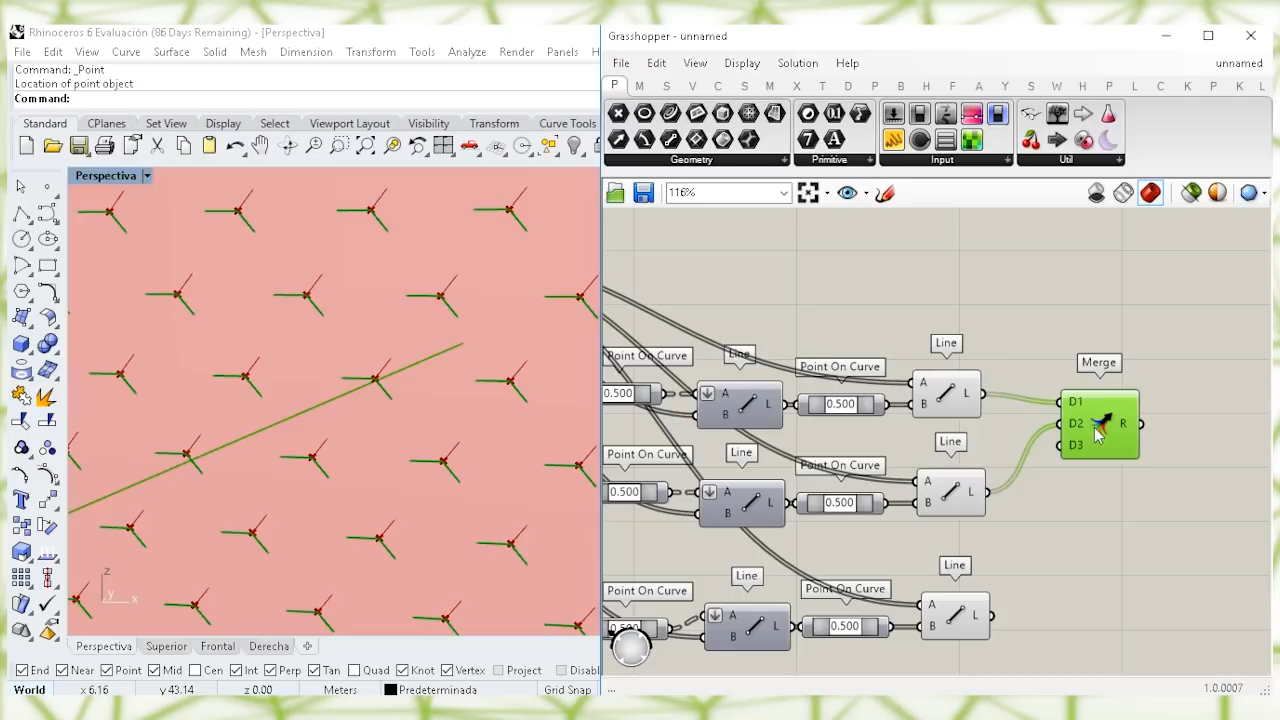 Rhinoceros 6 Evaluación (86 Days Remaining) - [Perspectiva]
File Edit View Curve Surface Solid Mesh Dimension Transform Tools Analyze Render Panels H
Command: _Point
Location of point object
Command:
Standard CPlanes Set View Display Select Viewport Layout Visibility Transform Curve Tools
Perspectiva
z
y
x
Perspectiva Superior Frontal Derecha
End Near Point Mid Cen Int Perp Tan Quad Knot Vertex Project Disabl
World x 6.16 y 43.14 z 0.00 Meters Predeterminada Grid Snap
Grasshopper - unnamed
File Edit View Display Solution Help unnamed
P M S V C S M X T D P B H F A Y S U W H P L C K P K L
Geometry Primitive Input Util
116%
Line
Point On Curve Line Point On Curve Merge
0.500 A B L 0.500 A B L D1 D2 D3 R
Line
Point On Curve Line Point On Curve
0.500 A B L 0.500 A B L
Line
Point On Curve Line Point On Curve
0.500 A B L 0.500 A B L
...
1.0.0007